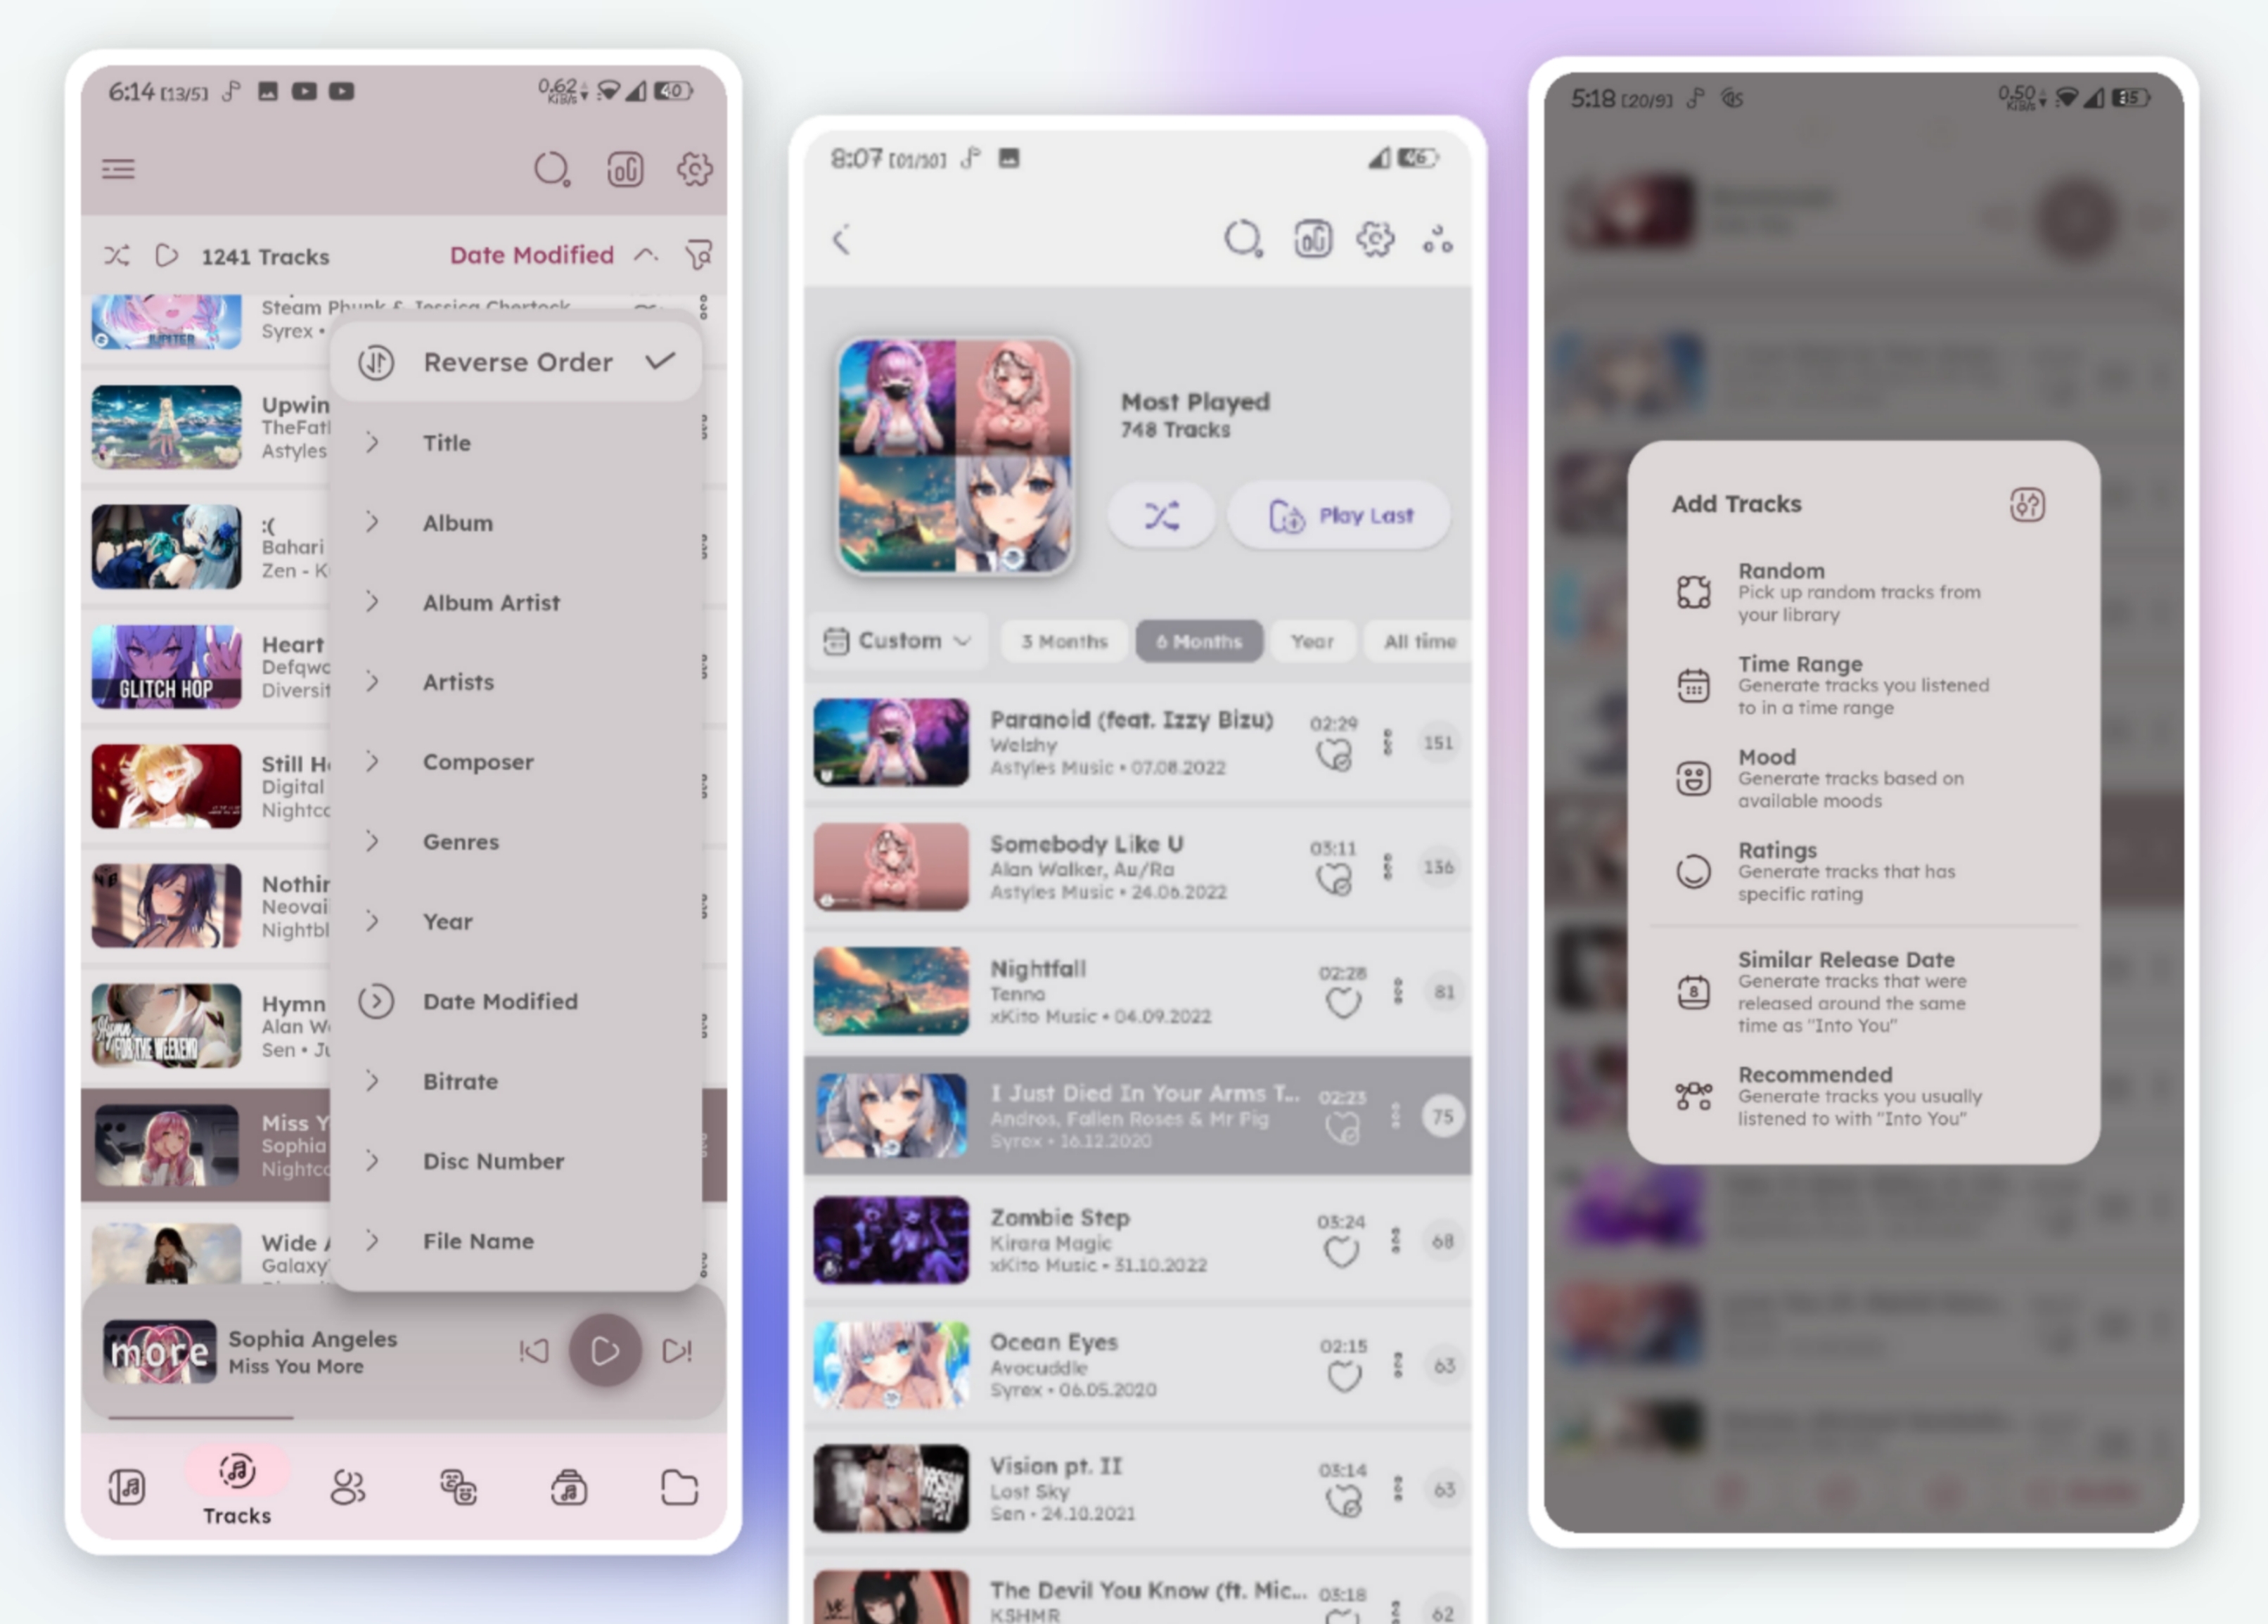 6:14 [13/5]
0.62
KiB/s
40
1241 Tracks
Date Modified
Steam Phunk & Jessica Chertock
Syrex •
JUPITER
Reverse Order
Title
Album
Album Artist
Artists
Composer
Genres
Year
Date Modified
Bitrate
Disc Number
File Name
Upwin
TheFat
Astyles
:(
Bahari
Zen - K
Heart
Defqwo
Diversit
GLITCH HOP
Still H
Digital
Nightco
Nothin
Neovai
Nightbl
Hymn
Alan W
Sen • Ju
Hymn
FOR THE WEEKEND
Miss Y
Sophia
Nightco
Wide A
Galaxy
more
Sophia Angeles
Miss You More
Tracks
8:07 [01/10]
46
Most Played
748 Tracks
Play Last
Custom
3 Months
6 Months
Year
All time
Paranoid (feat. Izzy Bizu)
02:29
Welshy
Astyles Music • 07.08.2022
151
Somebody Like U
03:11
Alan Walker, Au/Ra
Astyles Music • 24.06.2022
136
Nightfall
02:28
Tenno
xKito Music • 04.09.2022
81
I Just Died In Your Arms T...
02:23
Andros, Fallen Roses & Mr Pig
Syrex • 16.12.2020
75
Zombie Step
03:24
Kirara Magic
xKito Music • 31.10.2022
68
Ocean Eyes
02:15
Avocuddle
Syrex • 06.05.2020
63
Vision pt. II
03:14
Lost Sky
Sen • 24.10.2021
63
The Devil You Know (ft. Mic...
03:18
KSHMR
62
5:18 [20/9]
0.50
KiB/s
35
Add Tracks
Random
Pick up random tracks from
your library
Time Range
Generate tracks you listened
to in a time range
Mood
Generate tracks based on
available moods
Ratings
Generate tracks that has
specific rating
Similar Release Date
Generate tracks that were
released around the same
time as "Into You"
8
Recommended
Generate tracks you usually
listened to with "Into You"